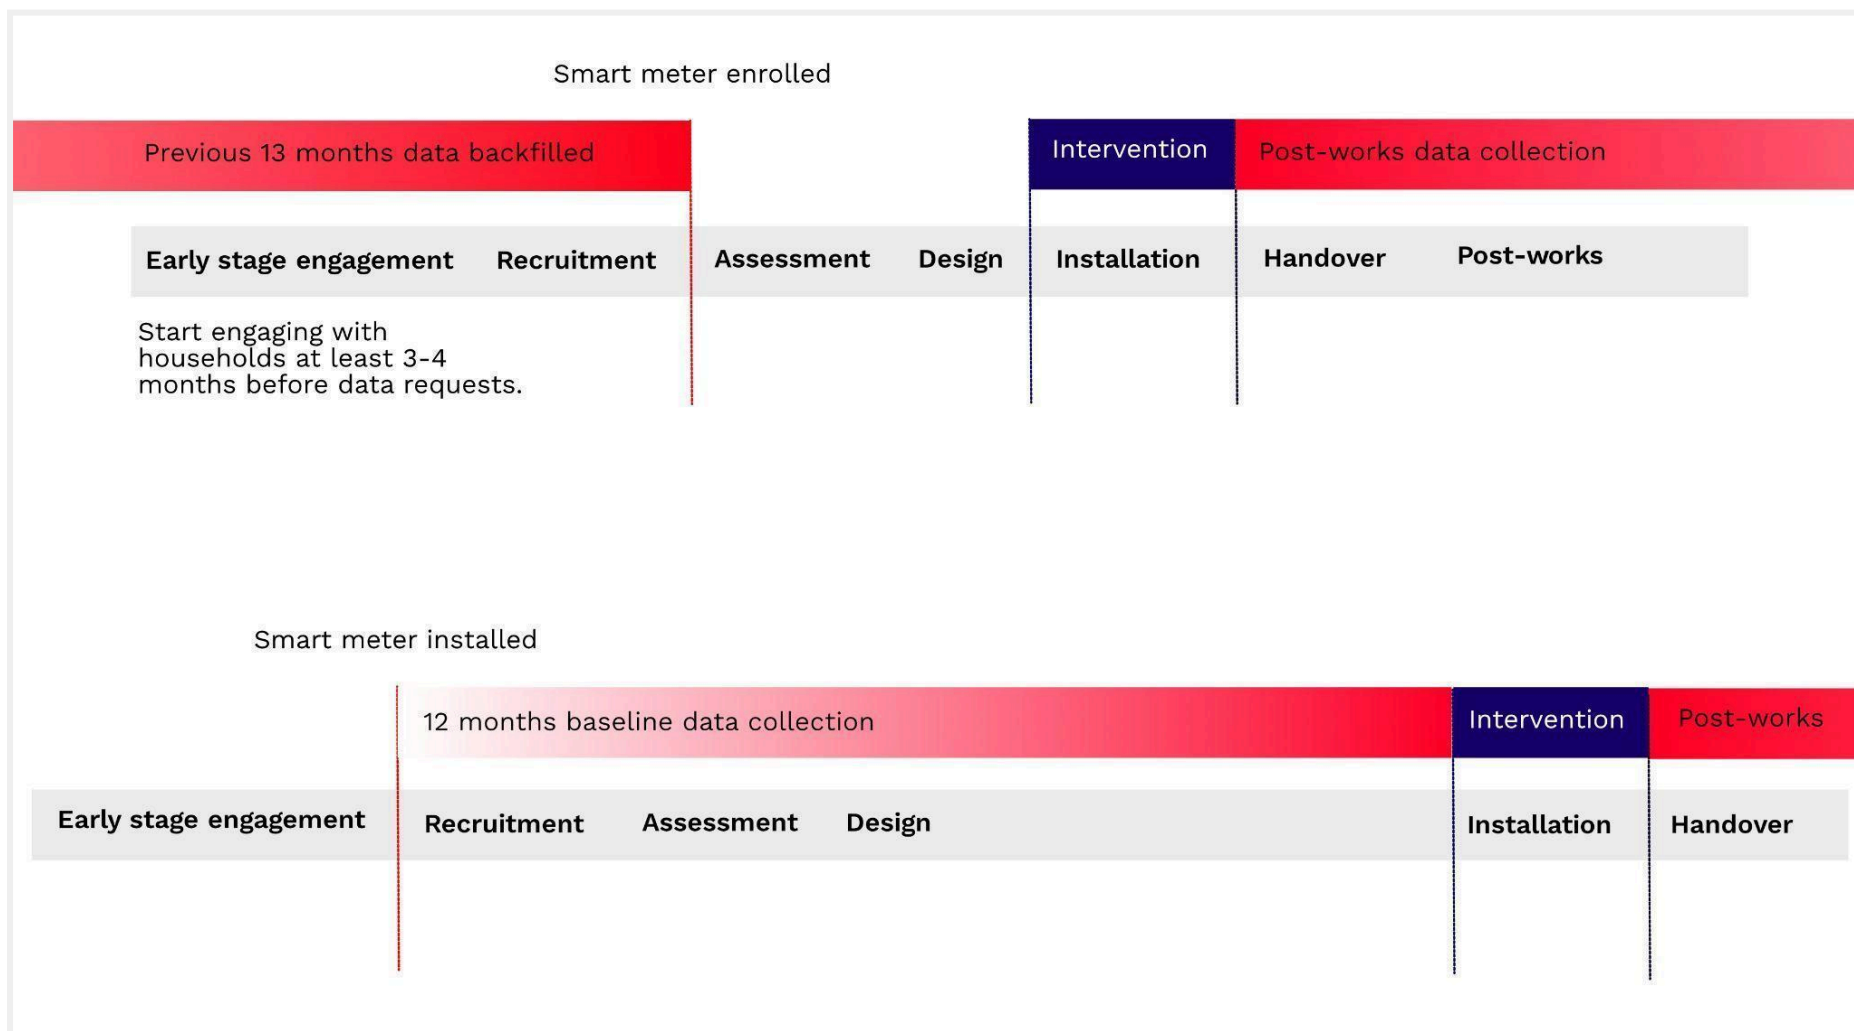 Smart meter enrolled
Previous 13 months data backfilled
Intervention
Post-works data collection
Early stage engagement
Recruitment
Assessment
Design
Installation
Handover
Post-works
Start engaging with
households at least 3-4
months before data requests.
Smart meter installed
12 months baseline data collection
Intervention
Post-works
Early stage engagement
Recruitment
Assessment
Design
Installation
Handover